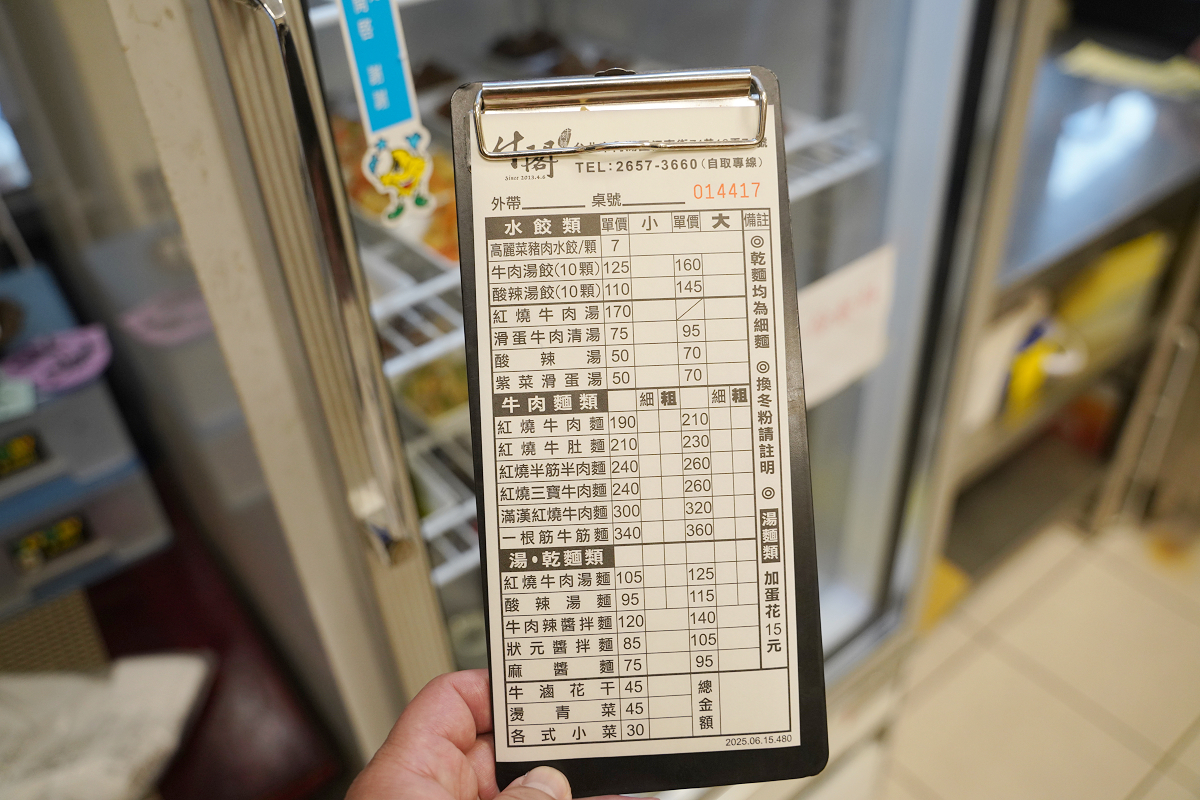 竹閣
Since 2013.4.6
TEL:2657-3660(自取專線)
外帶 桌號 014417
水餃類 單價 小 單價 大 備註
高麗菜豬肉水餃/顆 7
牛肉湯餃(10顆) 125 160
酸辣湯餃(10顆) 110 145
紅燒牛肉湯 170
滑蛋牛肉清湯 75 95
酸辣湯 50 70
紫菜滑蛋湯 50 70
牛肉麵類 細 粗 細 粗
紅燒牛肉麵 190 210
紅燒牛肚麵 210 230
紅燒半筋半肉麵 240 260
紅燒三寶牛肉麵 240 260
滿漢紅燒牛肉麵 300 320
一根筋牛筋麵 340 360
湯•乾麵類
紅燒牛肉湯麵 105 125
酸辣湯麵 95 115
牛肉辣醬拌麵 120 140
狀元醬拌麵 85 105
麻醬麵 75 95
牛滷花干 45
燙青菜 45
各式小菜 30
總金額
◎乾麵均為細麵 ◎換冬粉請註明 ◎湯麵類加蛋花15元
2025.06.15.480